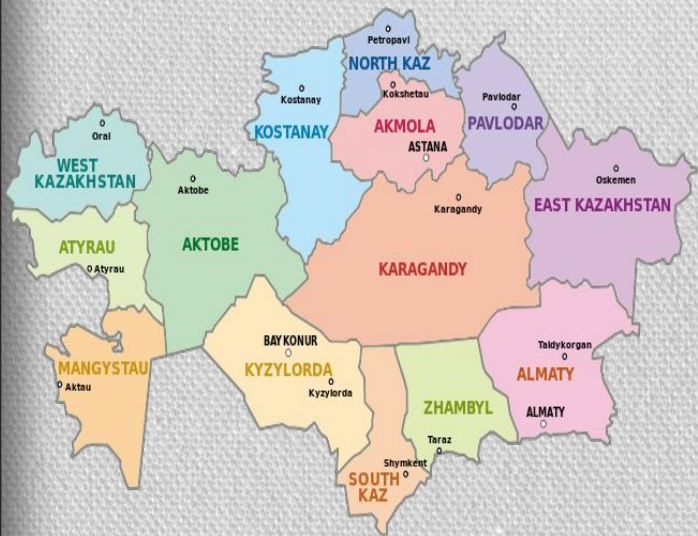 Petropavl
NORTH KAZ
Kostanay
Kokshetau
Pavlodar
KOSTANAY
AKMOLA
PAVLODAR
Oral
ASTANA
WEST
KAZAKHSTAN
Aktobe
Oskemen
Karagandy
EAST KAZAKHSTAN
ATYRAU
AKTOBE
Atyrau
KARAGANDY
BAYKONUR
Taldykorgan
MANGYSTAU
KYZYLORDA
ALMATY
Aktau
Kyzylorda
ZHAMBYL
ALMATY
Taraz
Shymkent
SOUTH
KAZ